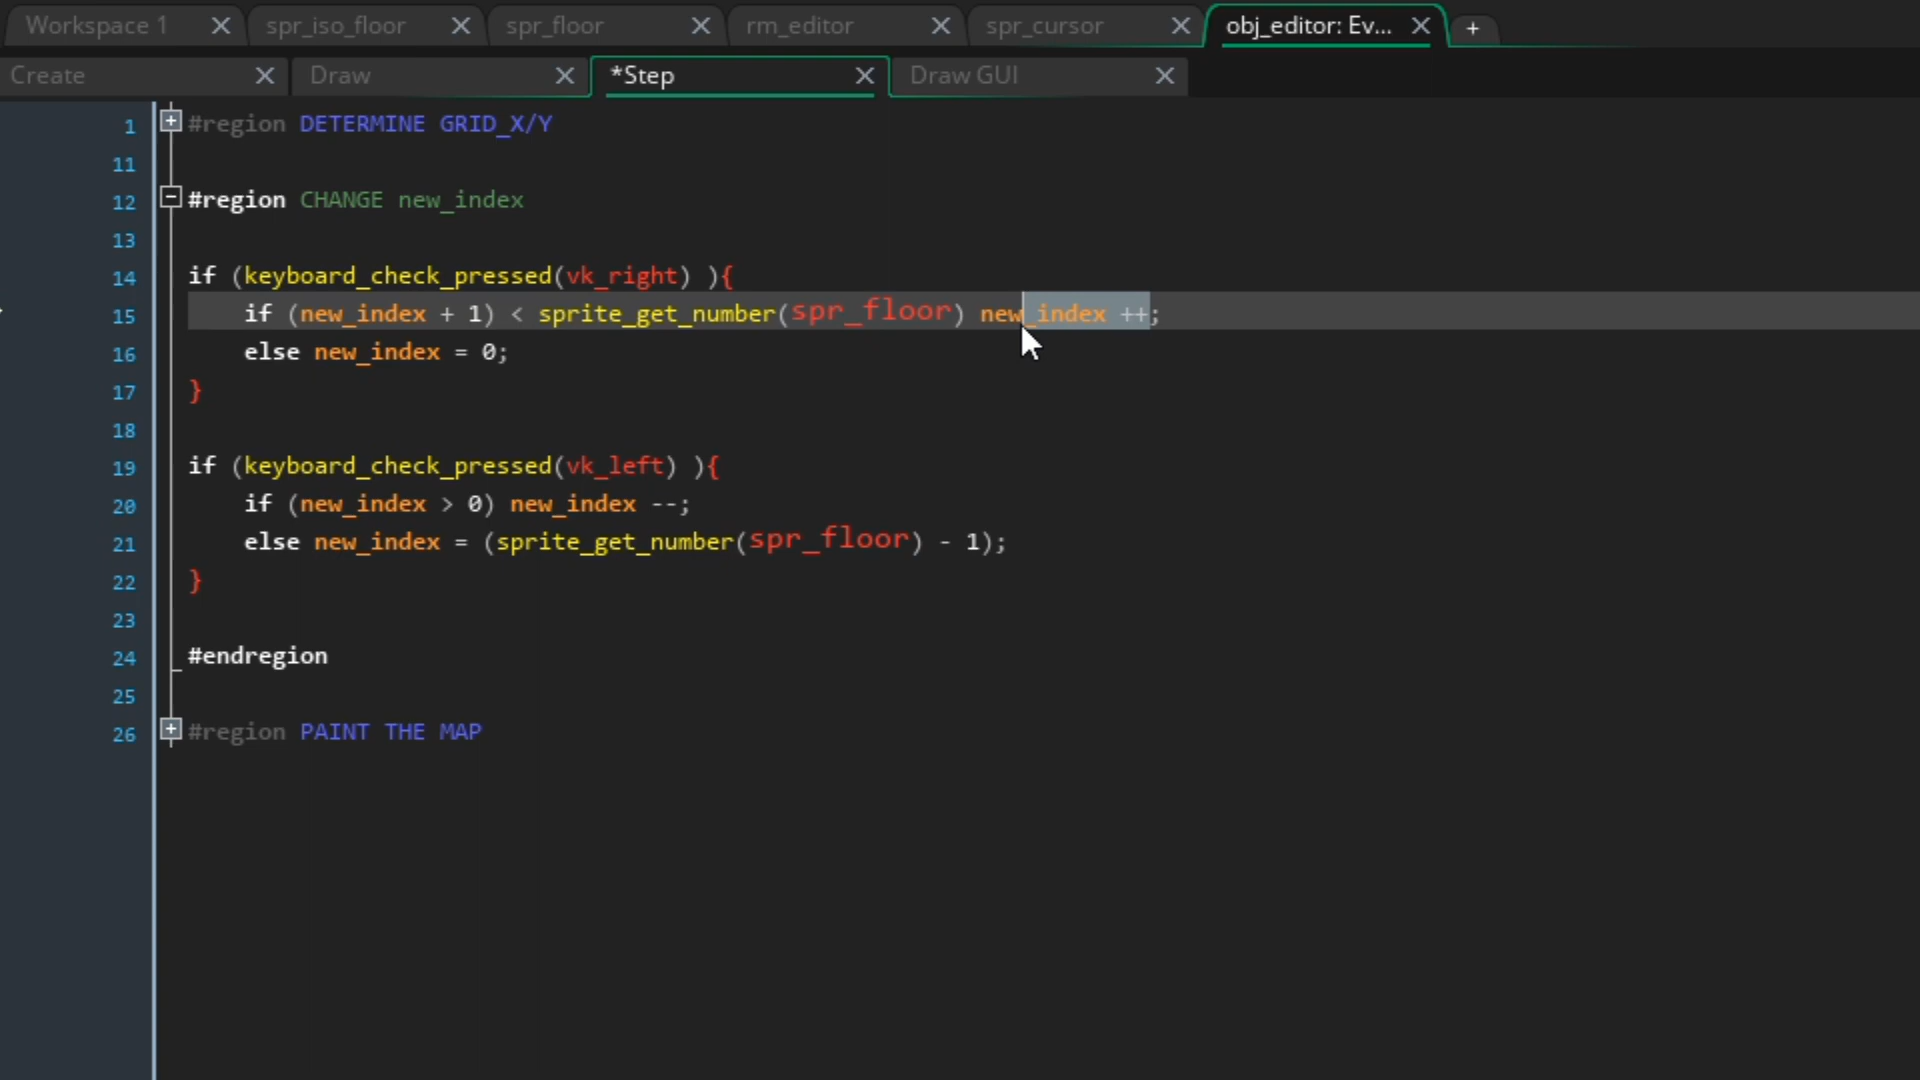 Workspace 1 spr_iso_floor spr_floor rm_editor spr_cursor obj_editor: Ev... +
Create Draw *Step Draw GUI
1 #region DETERMINE GRID_X/Y
11
12 #region CHANGE new_index
13
14 if (keyboard_check_pressed(vk_right) ){
15 if (new_index + 1) < sprite_get_number(spr_floor) new_index ++;
16 else new_index = 0;
17 }
18
19 if (keyboard_check_pressed(vk_left) ){
20 if (new_index > 0) new_index --;
21 else new_index = (sprite_get_number(spr_floor) - 1);
22 }
23
24 #endregion
25
26 #region PAINT THE MAP